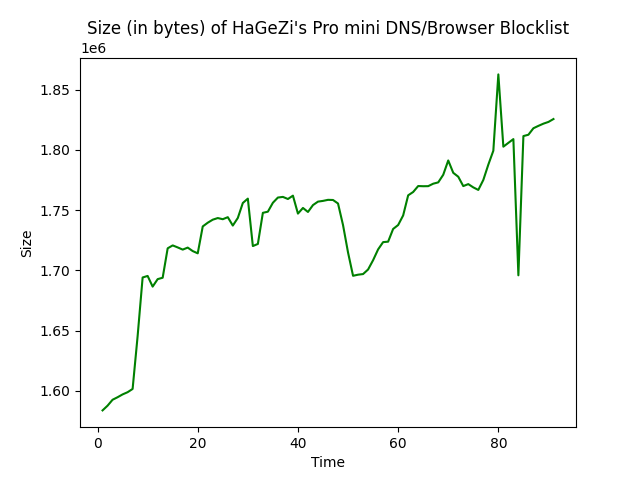 Size (in bytes) of HaGeZi's Pro mini DNS/Browser Blocklist
1e6
1.85
1.80
1.75
1.70
1.65
1.60
Size
0 20 40 60 80
Time